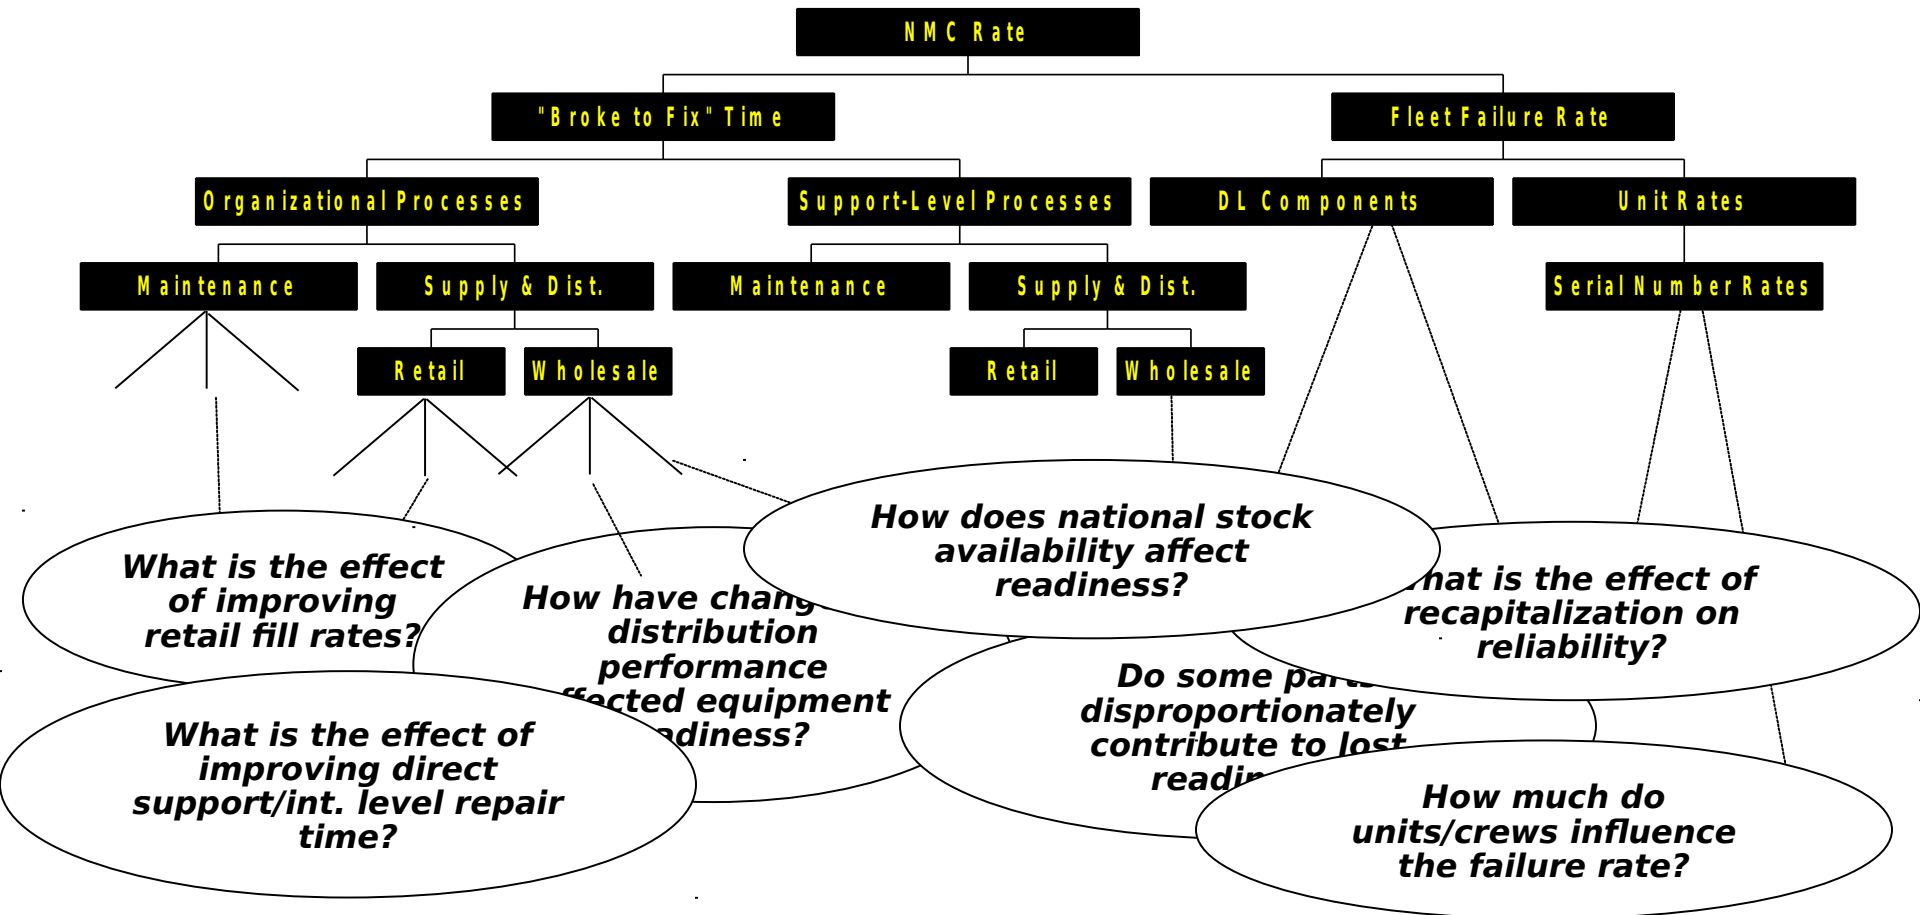 NMC Rate
"Broke to Fix" Time
Fleet Failure Rate
Organizational Processes
Support-Level Processes
DL Components
Unit Rates
Maintenance
Supply & Dist.
Maintenance
Supply & Dist.
Serial Number Rates
Retail
Wholesale
Retail
Wholesale
What is the effect
of improving
retail fill rates?
How have
distribution
performance
equipment
How does national stock
availability affect
readiness?
is the effect of
recapitalization on
reliability?
What is the effect of
improving direct
support/int. level repair
time?
Do some
disproportionately
contribute to lost
How much do
units/crews influence
the failure rate?